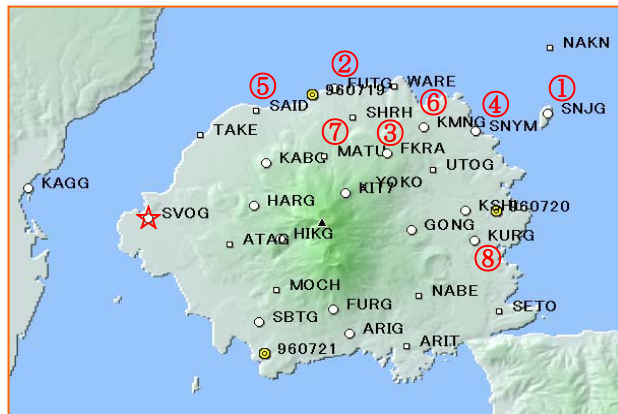 NAKN
①
SNJG
②
FUTG
WARE
⑤
960719
SAID
SHRH
⑥
KMNG
④
SNYM
TAKE
⑦
MATU
③
FKRA
KABG
UTOG
YOKO
KIT7
KAGG
HARG
KSHL
960720
SVOG
GONG
HIKG
ATAG
KURG
⑧
MOCH
NABE
FURG
SETO
SBTG
ARIG
ARIT
960721